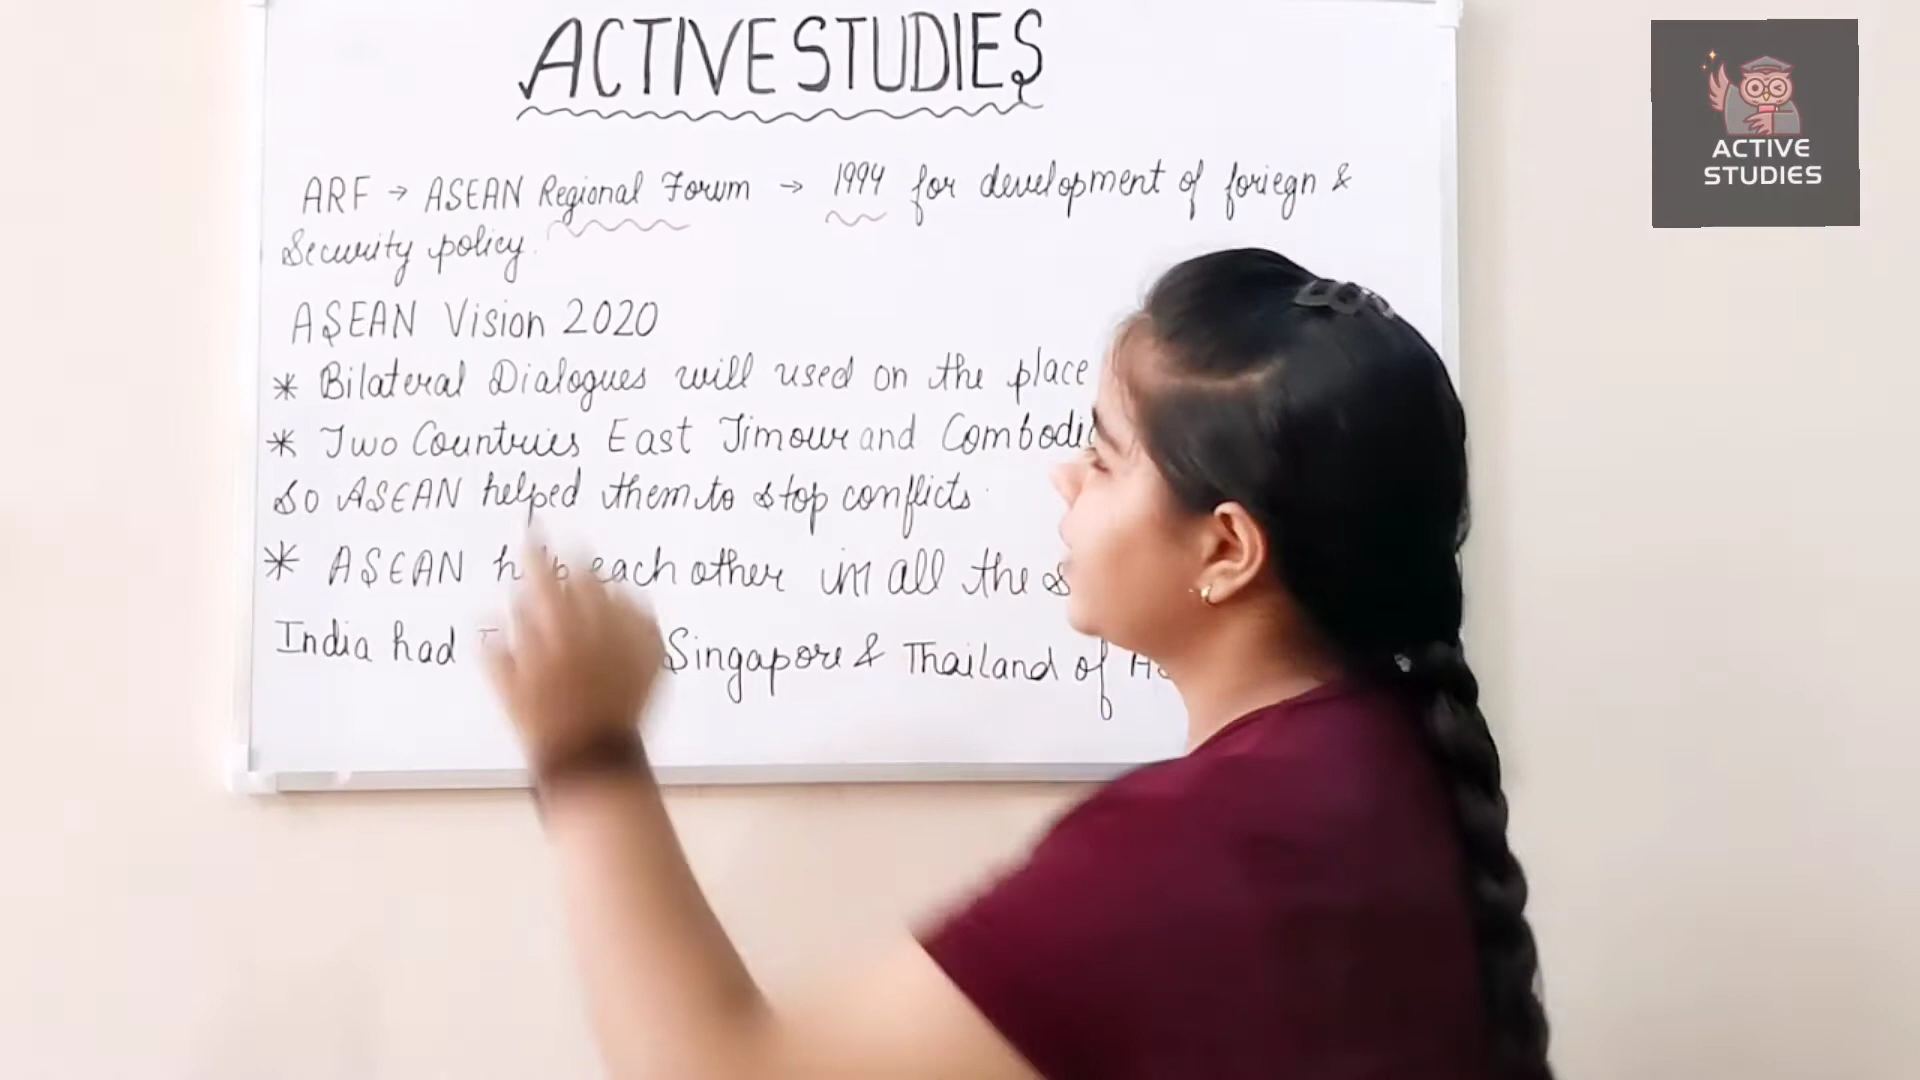 ACTIVE STUDIES
ARF → ASEAN Regional Forum → 1994 for development of foriegn &
Security policy.
ASEAN Vision 2020
* Bilateral Dialogues will used on the place
* Two Countries East Timour and
So ASEAN helped them to stop conflicts.
* ASEAN each other in all the
India had Singapore & Thailand of
ACTIVE
STUDIES